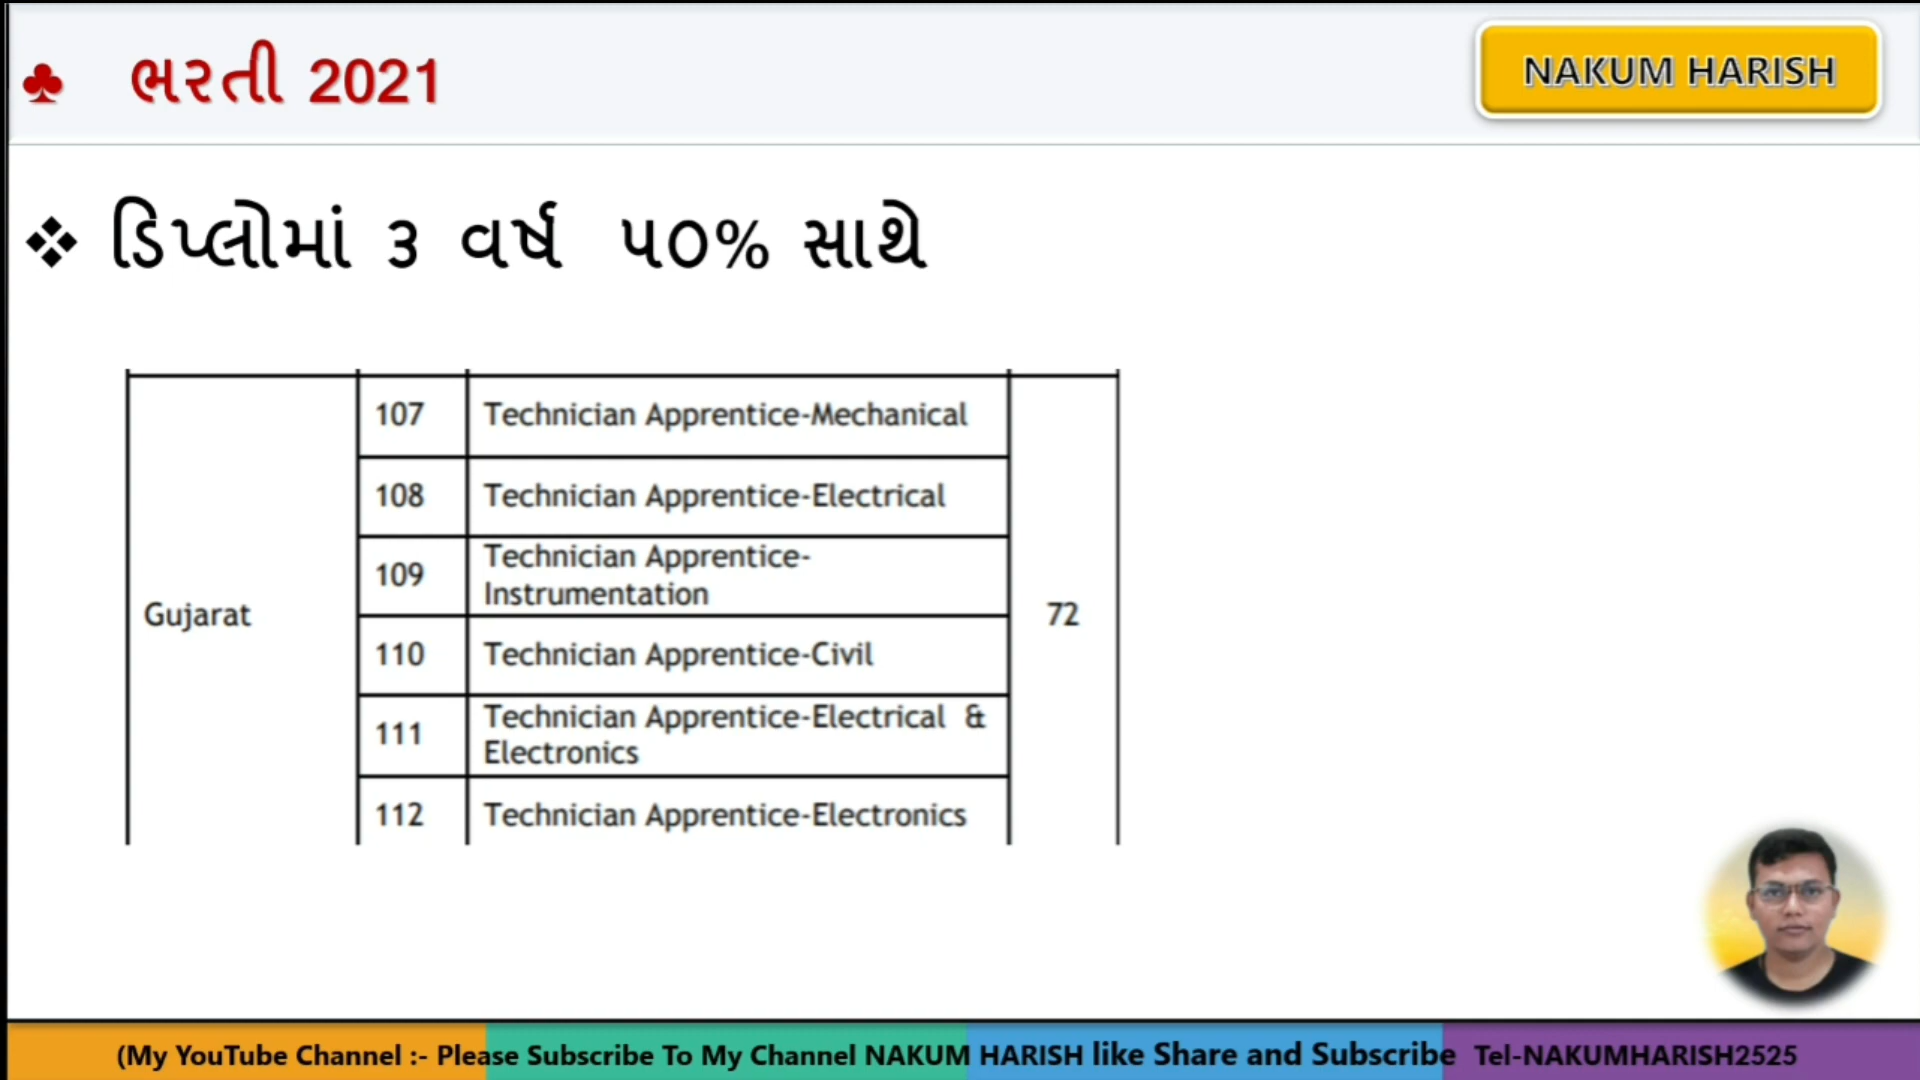 ભરતી 2021
NAKUM HARISH
ડિપ્લોમાં ૩ વર્ષ ૫૦% સાથે
107 Technician Apprentice-Mechanical
108 Technician Apprentice-Electrical
109 Technician Apprentice-
Instrumentation
Gujarat 72
110 Technician Apprentice-Civil
111 Technician Apprentice-Electrical &
Electronics
112 Technician Apprentice-Electronics
(My YouTube Channel :- Please Subscribe To My Channel NAKUM HARISH like Share and Subscribe Tel-NAKUMHARISH2525